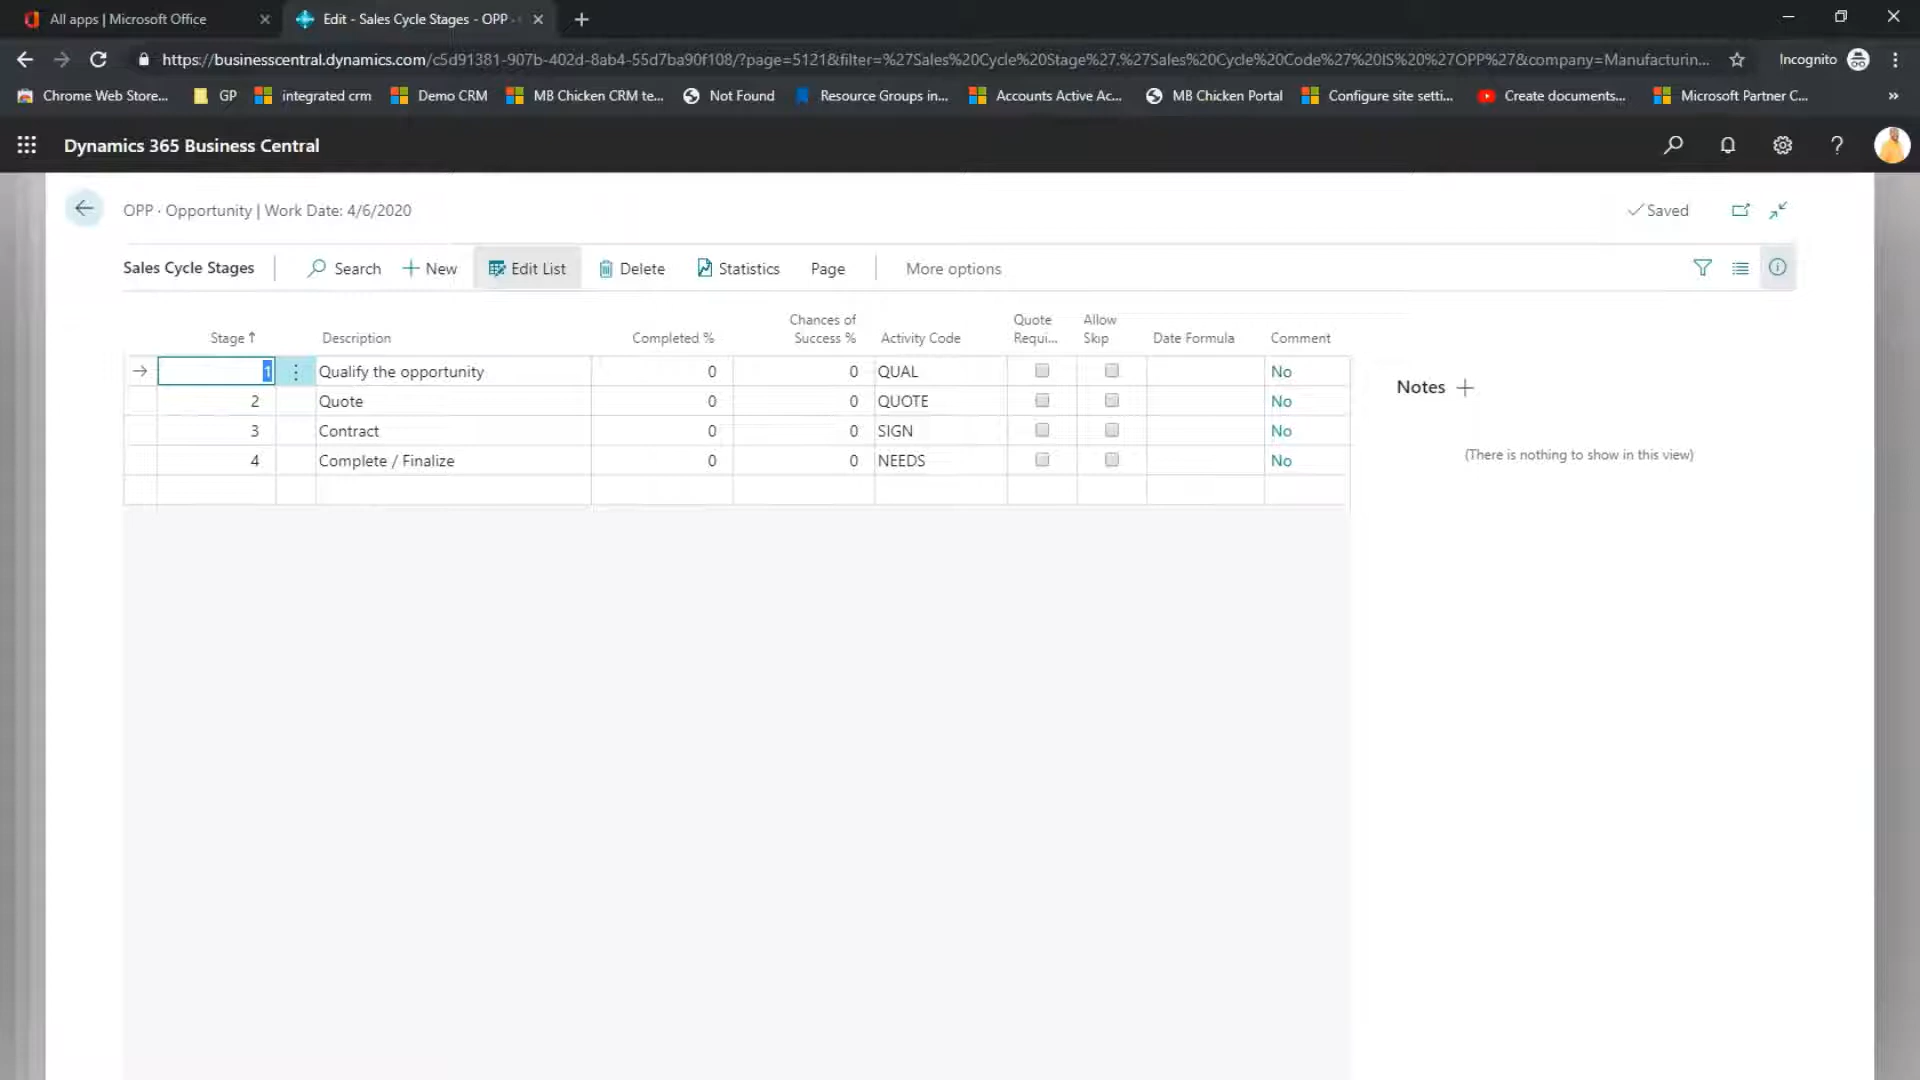 All apps | Microsoft Office
Edit - Sales Cycle Stages - OPP -
https://businesscentral.dynamics.com/c5d91381-907b-402d-8ab4-55d7ba90f108/?page=5121&filter=%27Sales%20Cycle%20Stage%27.%27Sales%20Cycle%20Code%27%20IS%20%27OPP%27&company=Manufacturin...
Incognito
Chrome Web Store...
GP
integrated crm
Demo CRM
MB Chicken CRM te...
Not Found
Resource Groups in...
Accounts Active Ac...
MB Chicken Portal
Configure site setti...
Create documents...
Microsoft Partner C...
»
Dynamics 365 Business Central
OPP · Opportunity | Work Date: 4/6/2020
Saved
Sales Cycle Stages
Search
New
Edit List
Delete
Statistics
Page
More options
Stage ↑
Description
Completed %
Chances of
Success %
Activity Code
Quote
Requi...
Allow
Skip
Date Formula
Comment
1 Qualify the opportunity 0 0 QUAL No
2 Quote 0 0 QUOTE No
3 Contract 0 0 SIGN No
4 Complete / Finalize 0 0 NEEDS No
Notes
(There is nothing to show in this view)